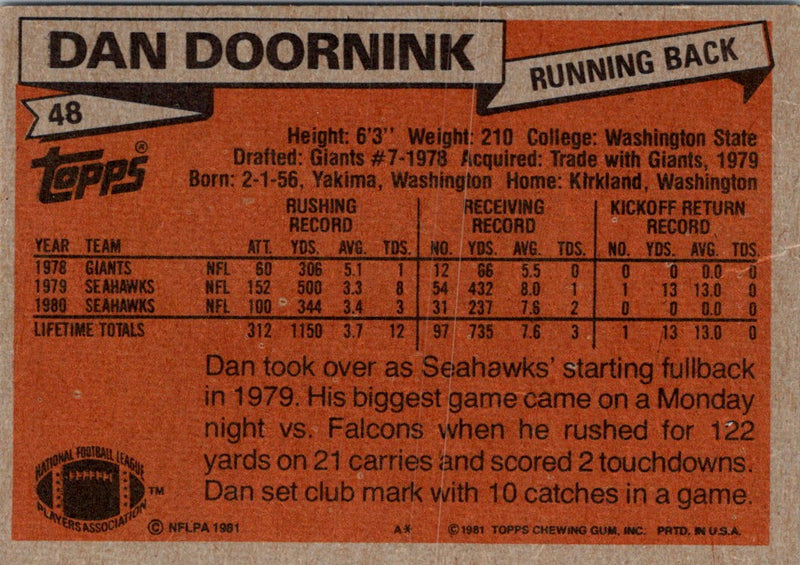 DAN DOORNINK
RUNNING BACK
48
Topps®
Height: 6'3'' Weight: 210 College: Washington State
Drafted: Giants #7-1978 Acquired: Trade with Giants, 1979
Born: 2-1-56, Yakima, Washington Home: Kirkland, Washington
RUSHING RECEIVING KICKOFF RETURN
RECORD RECORD RECORD
YEAR TEAM ATT. YDS. AVG. TDS. NO. YDS. AVG. TDS. NO. YDS. AVG. TDS.
1978 GIANTS NFL 60 306 5.1 1 12 66 5.5 0 0 0 0.0 0
1979 SEAHAWKS NFL 152 500 3.3 8 54 432 8.0 1 1 13 13.0 0
1980 SEAHAWKS NFL 100 344 3.4 3 31 237 7.6 2 0 0 0.0 0
LIFETIME TOTALS 312 1150 3.7 12 97 735 7.6 3 1 13 13.0 0
Dan took over as Seahawks' starting fullback
in 1979. His biggest game came on a Monday
night vs. Falcons when he rushed for 122
yards on 21 carries and scored 2 touchdowns.
Dan set club mark with 10 catches in a game.
NATIONAL FOOTBALL LEAGUE
PLAYERS ASSOCIATION
™
© NFLPA 1981
A* © 1981 TOPPS CHEWING GUM, INC. PRTD. IN U.S.A.